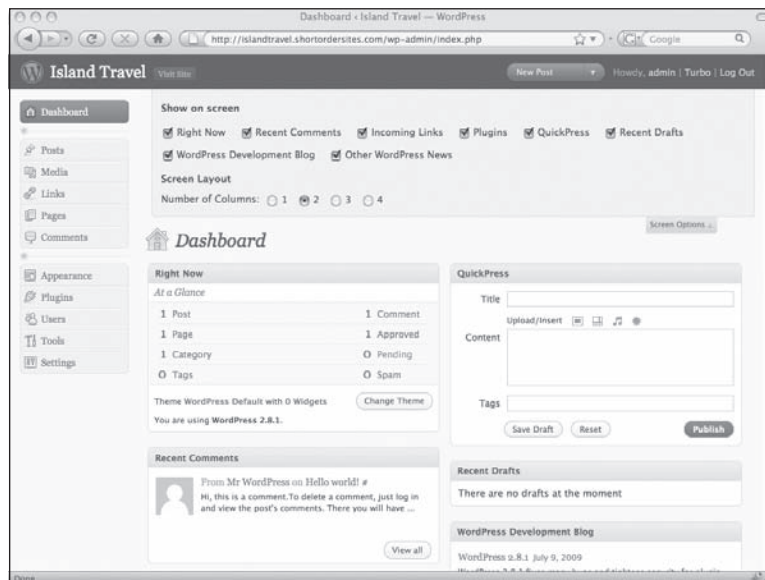 Dashboard ‹ Island Travel — WordPress
http://islandtravel.shortordersites.com/wp-admin/index.php
Google
Island Travel Visit Site
New Post
Howdy, admin | Turbo | Log Out
Dashboard
Posts
Media
Links
Pages
Comments
Appearance
Plugins
Users
Tools
Settings
Show on screen
Right Now Recent Comments Incoming Links Plugins QuickPress Recent Drafts
WordPress Development Blog Other WordPress News
Screen Layout
Number of Columns: 1 2 3 4
Screen Options
Dashboard
Right Now
At a Glance
1 Post 1 Comment
1 Page 1 Approved
1 Category 0 Pending
0 Tags 0 Spam
Theme WordPress Default with 0 Widgets Change Theme
You are using WordPress 2.8.1.
Recent Comments
From Mr WordPress on Hello world! #
Hi, this is a comment.To delete a comment, just log in
and view the post's comments. There you will have ...
View all
QuickPress
Title
Upload/Insert
Content
Tags
Save Draft Reset Publish
Recent Drafts
There are no drafts at the moment
WordPress Development Blog
WordPress 2.8.1 July 9, 2009
Done